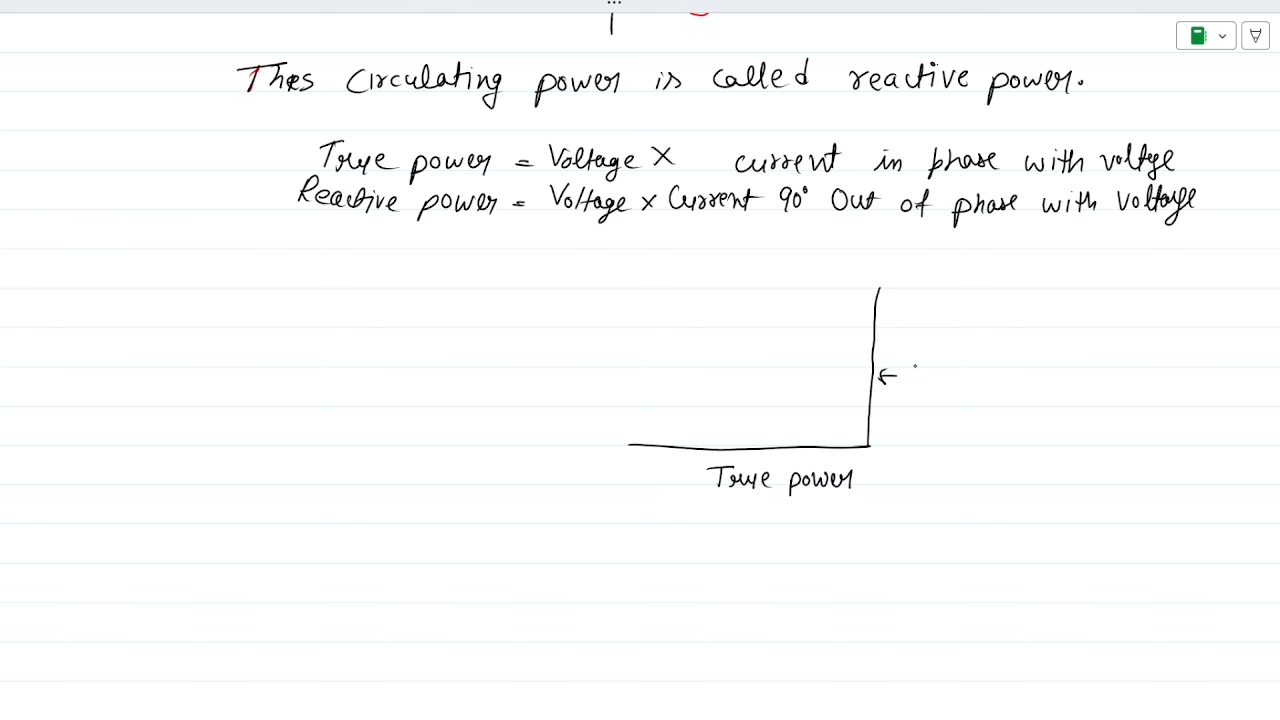 This Circulating power is called reactive power.
True power = Voltage × current in phase with voltge
Reactive power = Voltage × Current 90° Out of phase with voltage
True power